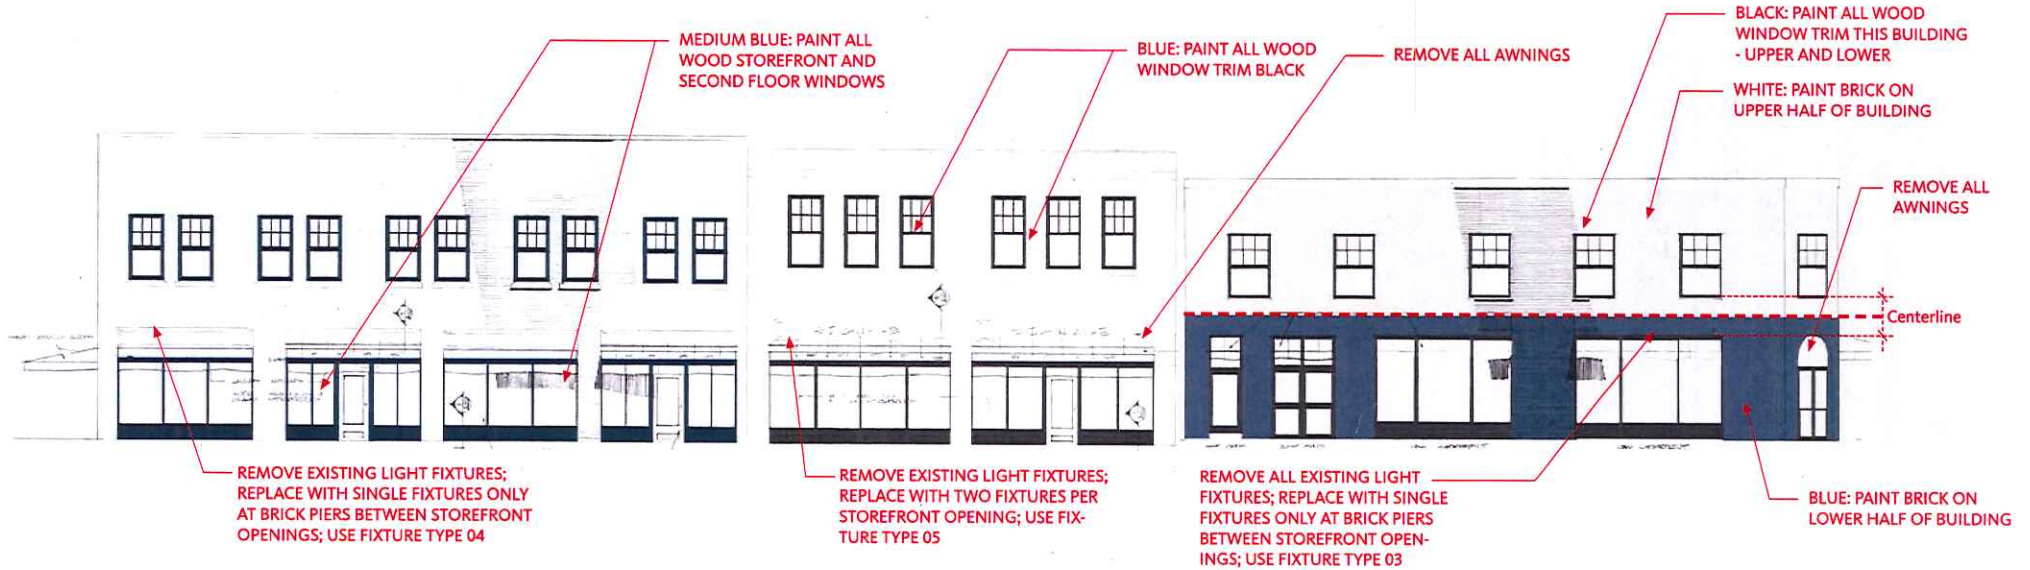 MEDIUM BLUE: PAINT ALL
WOOD STOREFRONT AND
SECOND FLOOR WINDOWS
BLUE: PAINT ALL WOOD
WINDOW TRIM BLACK
REMOVE ALL AWNINGS
BLACK: PAINT ALL WOOD
WINDOW TRIM THIS BUILDING
- UPPER AND LOWER
WHITE: PAINT BRICK ON
UPPER HALF OF BUILDING
REMOVE ALL
AWNINGS
Centerline
REMOVE EXISTING LIGHT FIXTURES;
REPLACE WITH SINGLE FIXTURES ONLY
AT BRICK PIERS BETWEEN STOREFRONT
OPENINGS; USE FIXTURE TYPE 04
REMOVE EXISTING LIGHT FIXTURES;
REPLACE WITH TWO FIXTURES PER
STOREFRONT OPENING; USE FIX-
TURE TYPE 05
REMOVE ALL EXISTING LIGHT
FIXTURES; REPLACE WITH SINGLE
FIXTURES ONLY AT BRICK PIERS
BETWEEN STOREFRONT OPEN-
INGS; USE FIXTURE TYPE 03
BLUE: PAINT BRICK ON
LOWER HALF OF BUILDING